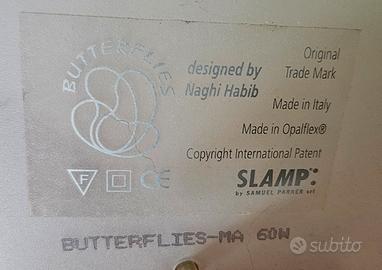 BUTTERFLIES
designed by
Naghi Habib
Original
Trade Mark
Made in Italy
Made in Opalflex®
Copyright International Patent
F
CE
SLAMP
by SAMUEL PARKER srl
BUTTERFLIES-MA 60W
subito